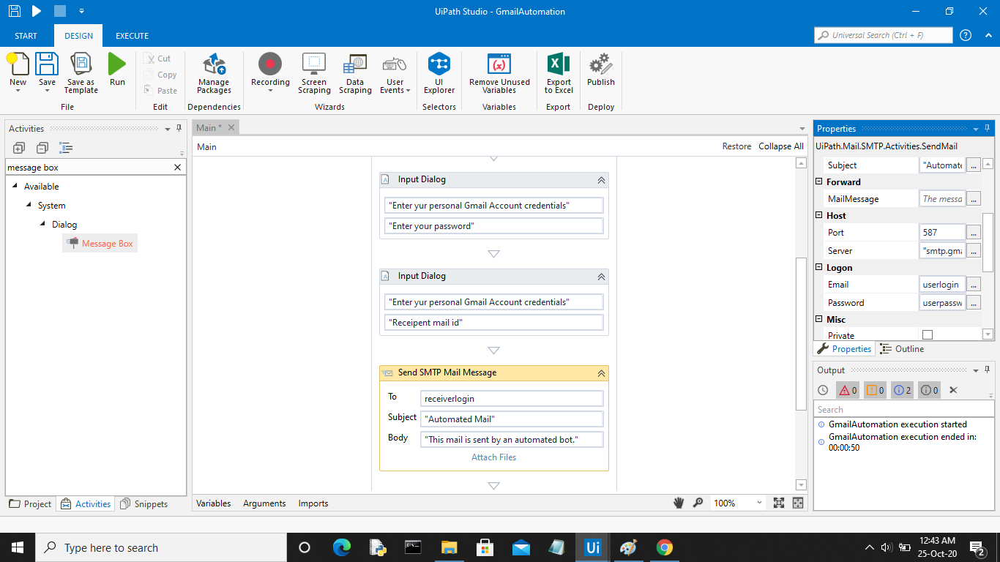 UiPath Studio - GmailAutomation
START DESIGN EXECUTE
Universal Search (Ctrl + F)
New
Save
Save as
Template
Run
File
Cut
Copy
Paste
Edit
Manage
Packages
Dependencies
Recording
Screen
Scraping
Data
Scraping
User
Events
Wizards
UI
Explorer
Selectors
Remove Unused
Variables
Variables
Export
to Excel
Export
Publish
Deploy
Activities
message box
Available
System
Dialog
Message Box
Project Activities Snippets
Main *
Main
Restore Collapse All
Input Dialog
"Enter yur personal Gmail Account credentials"
"Enter your password"
Input Dialog
"Enter yur personal Gmail Account credentials"
"Receipent mail id"
Send SMTP Mail Message
To receiverlogin
Subject "Automated Mail"
Body "This mail is sent by an automated bot."
Attach Files
Variables Arguments Imports
100%
Properties
UiPath.Mail.SMTP.Activities.SendMail
Subject "Automate ...
Forward
MailMessage The messa ...
Host
Port 587 ...
Server "smtp.gma ...
Logon
Email userlogin ...
Password userpassw ...
Misc
Private
Properties Outline
Output
0 0 2 0
Search
GmailAutomation execution started
GmailAutomation execution ended in:
00:00:50
Type here to search
Ui
12:43 AM
25-Oct-20
2